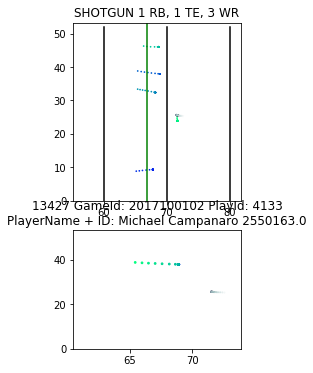 SHOTGUN 1 RB, 1 TE, 3 WR
50
40
30
20
10
0
60 70 80
13427 GameId: 2017100102 PlayId: 4133
PlayerName + ID: Michael Campanaro 2550163.0
40
20
0
65 70